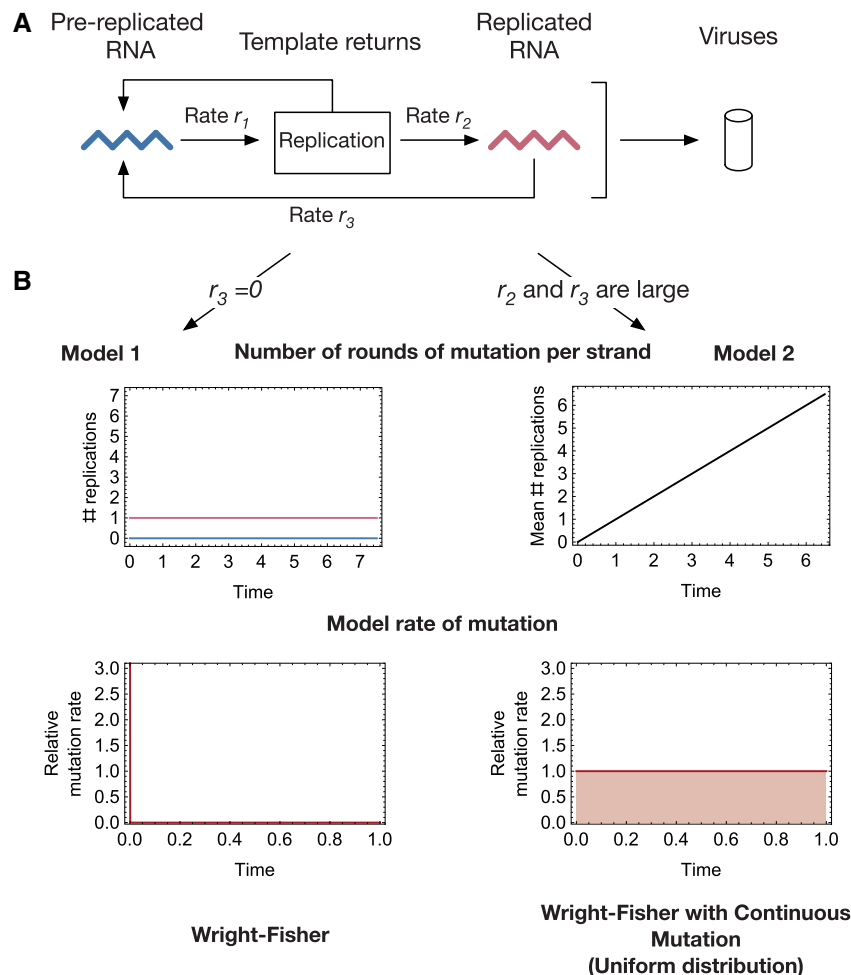 A
Pre-replicated
RNA
Template returns
Replicated
RNA
Viruses
Rate r1
Replication
Rate r2
Rate r3
B
r3 =0
r2 and r3 are large
Model 1
Number of rounds of mutation per strand
Model 2
# replications
7
6
5
4
3
2
1
0
0 1 2 3 4 5 6 7
Time
Mean # replications
6
5
4
3
2
1
0
0 1 2 3 4 5 6
Time
Model rate of mutation
Relative
mutation rate
3.0
2.5
2.0
1.5
1.0
0.5
0.0
0.0 0.2 0.4 0.6 0.8 1.0
Time
Relative
mutation rate
3.0
2.5
2.0
1.5
1.0
0.5
0.0
0.0 0.2 0.4 0.6 0.8 1.0
Time
Wright-Fisher
Wright-Fisher with Continuous
Mutation
(Uniform distribution)